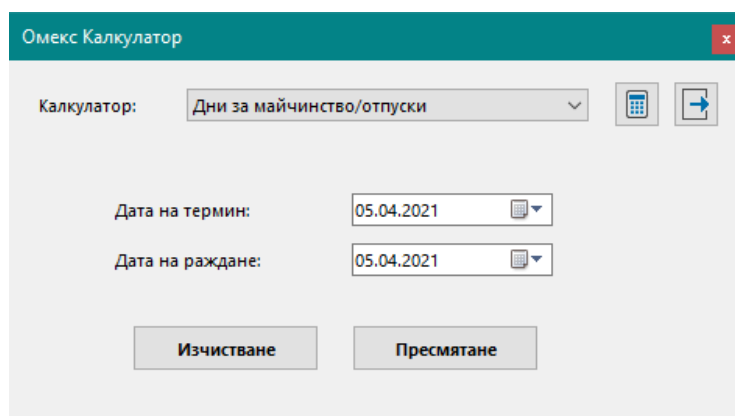 Омекс Калкулатор
x
Калкулатор: Дни за майчинство/отпуски
Дата на термин: 05.04.2021
Дата на раждане: 05.04.2021
Изчистване Пресмятане